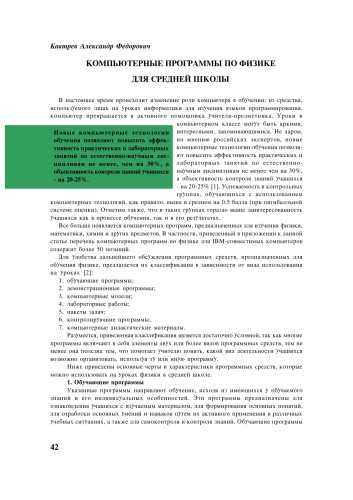 Кавтрев Александр Федорович
КОМПЬЮТЕРНЫЕ ПРОГРАММЫ ПО ФИЗИКЕ
ДЛЯ СРЕДНЕЙ ШКОЛЫ
В настоящее время происходит изменение роли компьютера в обучении: из средства,
используемого лишь на уроках информатики для изучения языков программирования,
компьютер превращается в активного помощника учителя-предметника. Уроки в
компьютерном классе могут быть яркими,
интересными, запоминающимися. Не даром,
по мнению российских экспертов, новые
компьютерные технологии обучения позволя-
ют повысить эффективность практических и
лабораторных занятий по естественно-
научным дисциплинам не менее чем на 30%,
а объективность контроля знаний учащихся
- на 20-25% [1]. Успеваемость в контрольных
группах, обучающихся с использованием
Новые компьютерные технологии
обучения позволяют повысить эффек-
тивность практических и лабораторных
занятий по естественно-научным дис-
циплинам не менее, чем на 30%, а
объективность контроля знаний учащихся
- на 20-25%.
компьютерных технологий, как правило, выше в среднем на 0.5 балла (при пятибалльной
системе оценки). Отметим также, что в таких группах гораздо выше заинтересованность
учащихся как в процессе обучения, так и в его результатах.
Все больше появляется компьютерных программ, предназначенных для изучения физики,
математики, химии и других предметов. В частности, приведенный в приложении к данной
статье перечень компьютерных программ по физике для IBM-совместимых компьютеров
содержит более 50 позиций.
Для удобства дальнейшего обсуждения программных средств, предназначенных для
обучения физике, предлагается их классификация в зависимости от вида использования
на уроках [2]:
1. обучающие программы;
2. демонстрационные программы;
3. компьютерные модели;
4. лабораторные работы;
5. пакеты задач;
6. контролирующие программы;
7. компьютерные дидактические материалы.
Разумеется, приведенная классификация является достаточно условной, так как многие
программы включают в себя элементы двух или более видов программных средств, тем не
менее она полезна тем, что помогает учителю понять, какой вид деятельности учащихся
возможно организовать, используя ту или иную программу.
Ниже приведены основные черты и характеристики программных средств, которые
можно использовать на уроках физики в средней школе.
1. Обучающие программы
Указанные программы направляют обучение, исходя из имеющихся у обучаемого
знаний и его индивидуальных особенностей. Эти программы предназначены для
ознакомления учащихся с изучаемым материалом, для формирования основных понятий,
для отработки основных умений и навыков путем их активного применения в различных
учебных ситуациях, а также для самоконтроля и контроля знаний. Обучающие программы
42